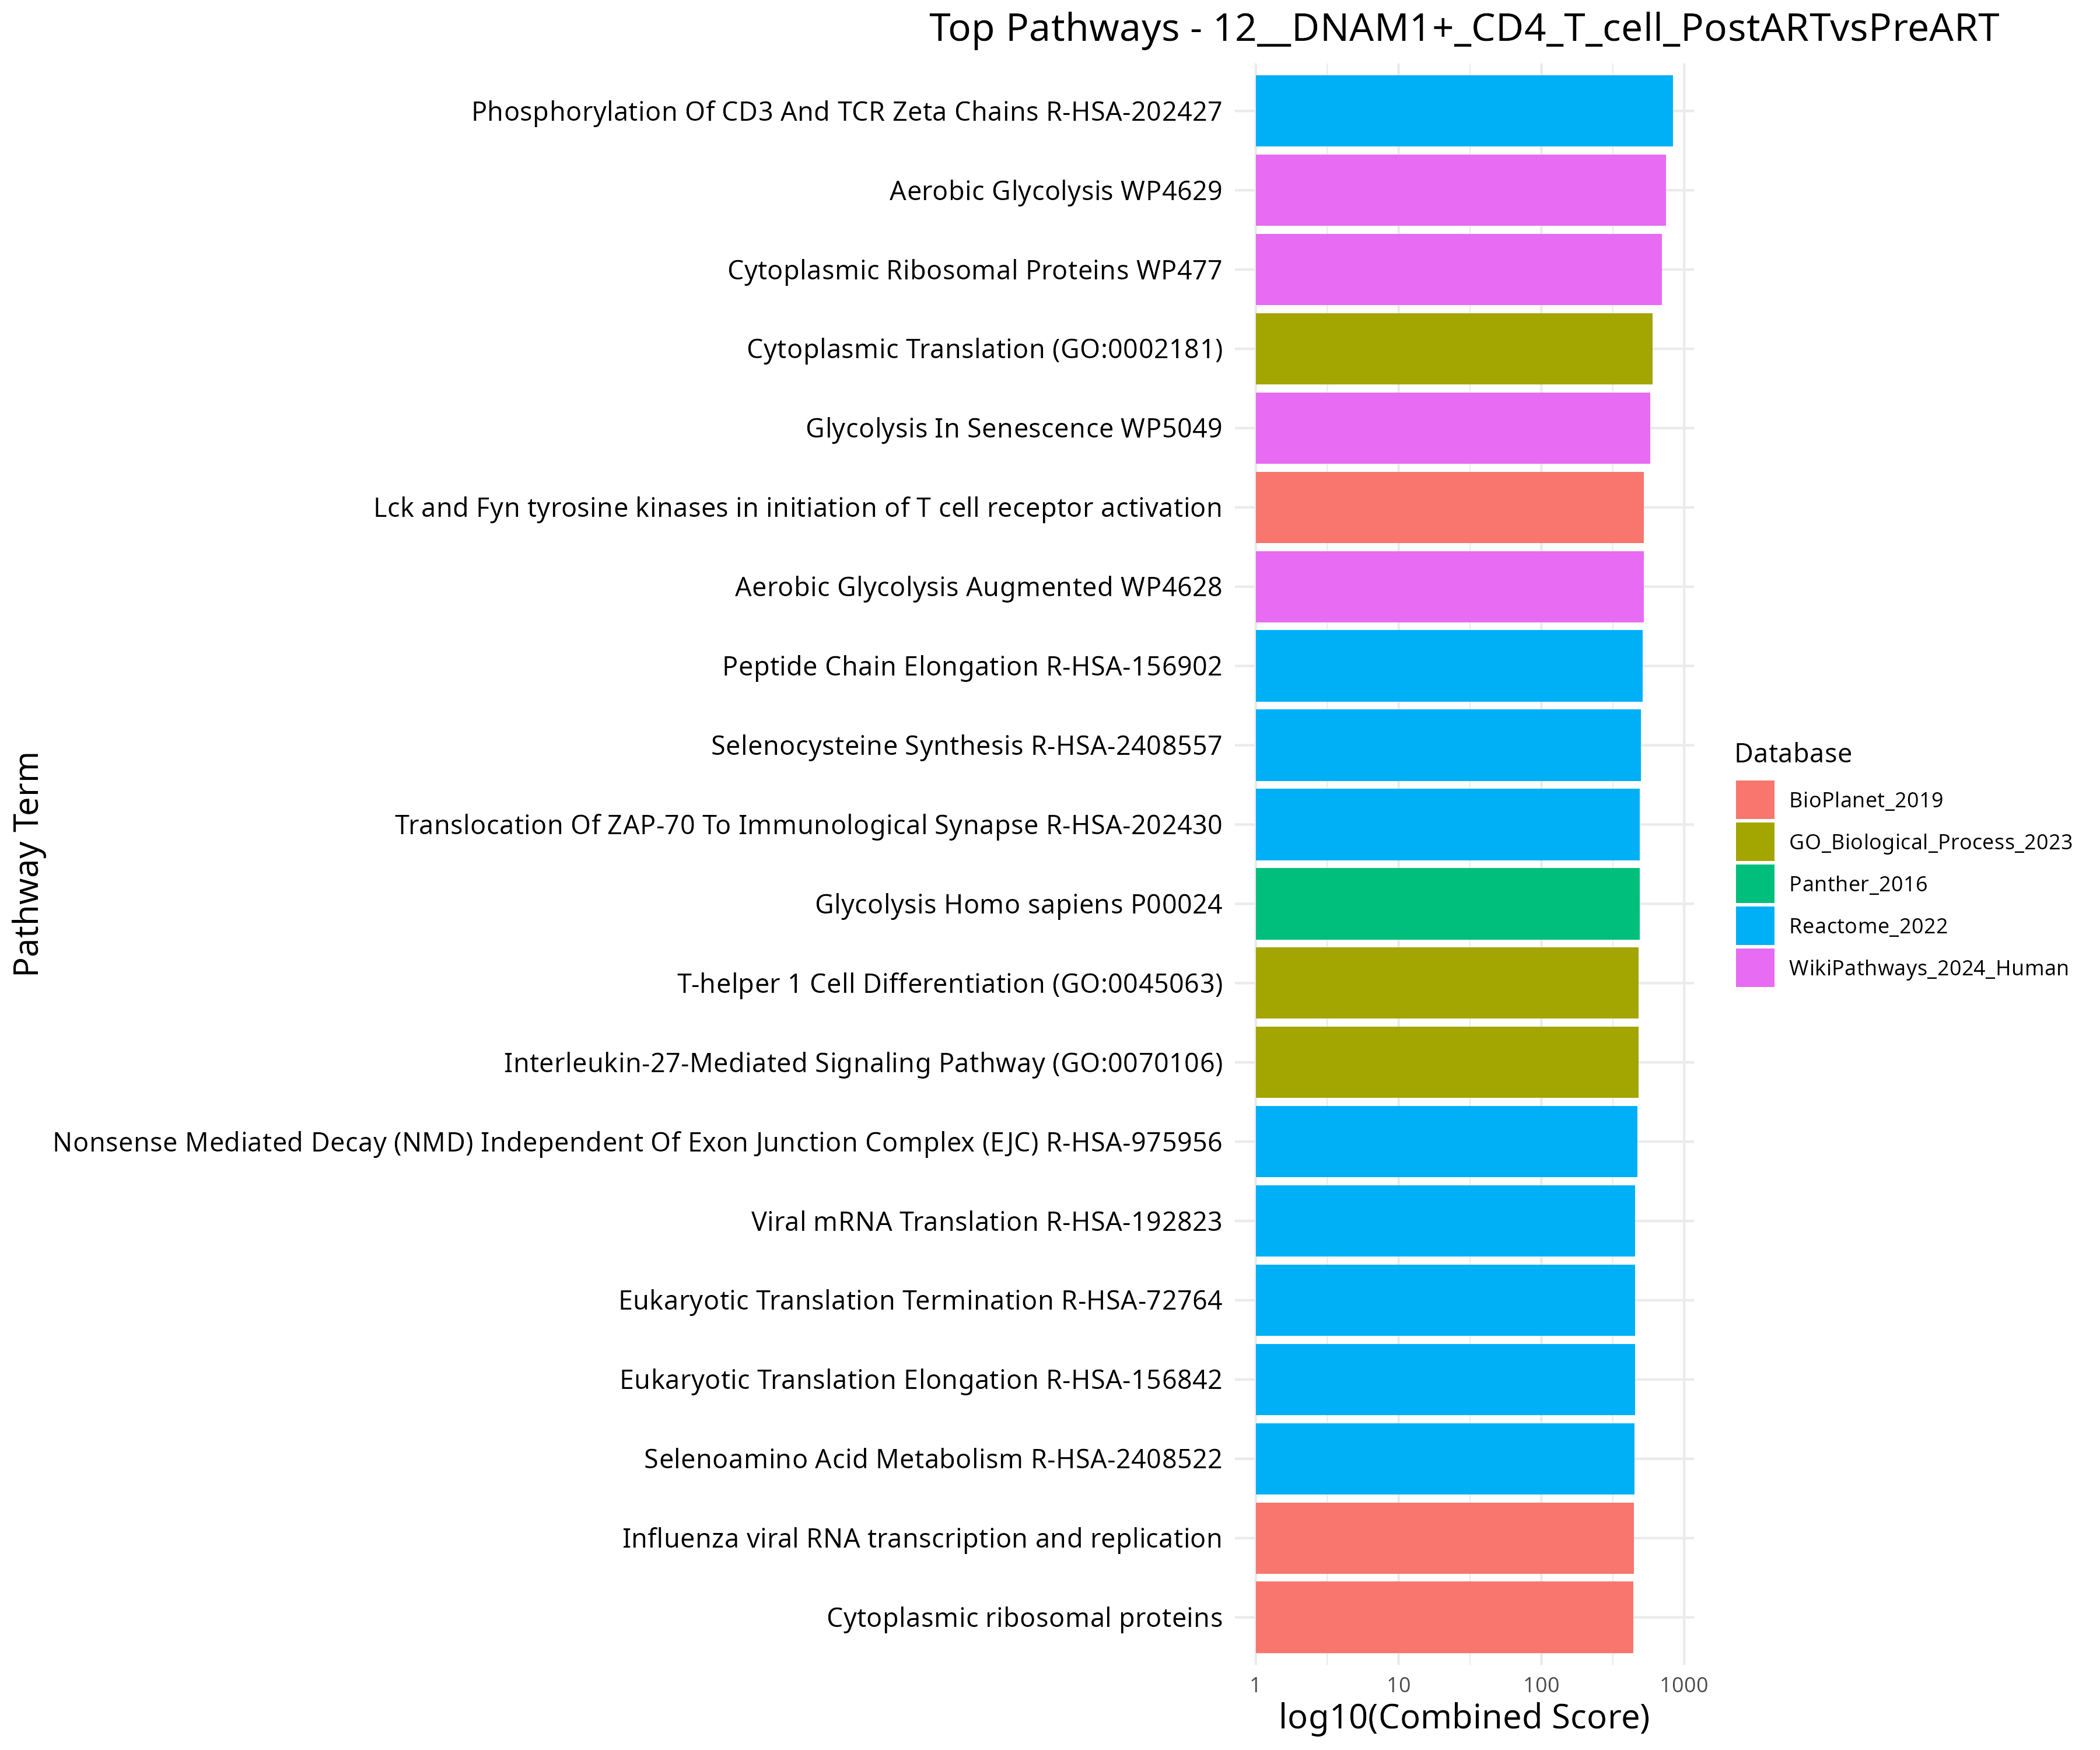 Top Pathways - 12__DNAM1+_CD4_T_cell_PostARTvsPreART
Pathway Term
Phosphorylation Of CD3 And TCR Zeta Chains R-HSA-202427
Aerobic Glycolysis WP4629
Cytoplasmic Ribosomal Proteins WP477
Cytoplasmic Translation (GO:0002181)
Glycolysis In Senescence WP5049
Lck and Fyn tyrosine kinases in initiation of T cell receptor activation
Aerobic Glycolysis Augmented WP4628
Peptide Chain Elongation R-HSA-156902
Selenocysteine Synthesis R-HSA-2408557
Translocation Of ZAP-70 To Immunological Synapse R-HSA-202430
Glycolysis Homo sapiens P00024
T-helper 1 Cell Differentiation (GO:0045063)
Interleukin-27-Mediated Signaling Pathway (GO:0070106)
Nonsense Mediated Decay (NMD) Independent Of Exon Junction Complex (EJC) R-HSA-975956
Viral mRNA Translation R-HSA-192823
Eukaryotic Translation Termination R-HSA-72764
Eukaryotic Translation Elongation R-HSA-156842
Selenoamino Acid Metabolism R-HSA-2408522
Influenza viral RNA transcription and replication
Cytoplasmic ribosomal proteins
1 10 100 1000
log10(Combined Score)
Database
BioPlanet_2019
GO_Biological_Process_2023
Panther_2016
Reactome_2022
WikiPathways_2024_Human